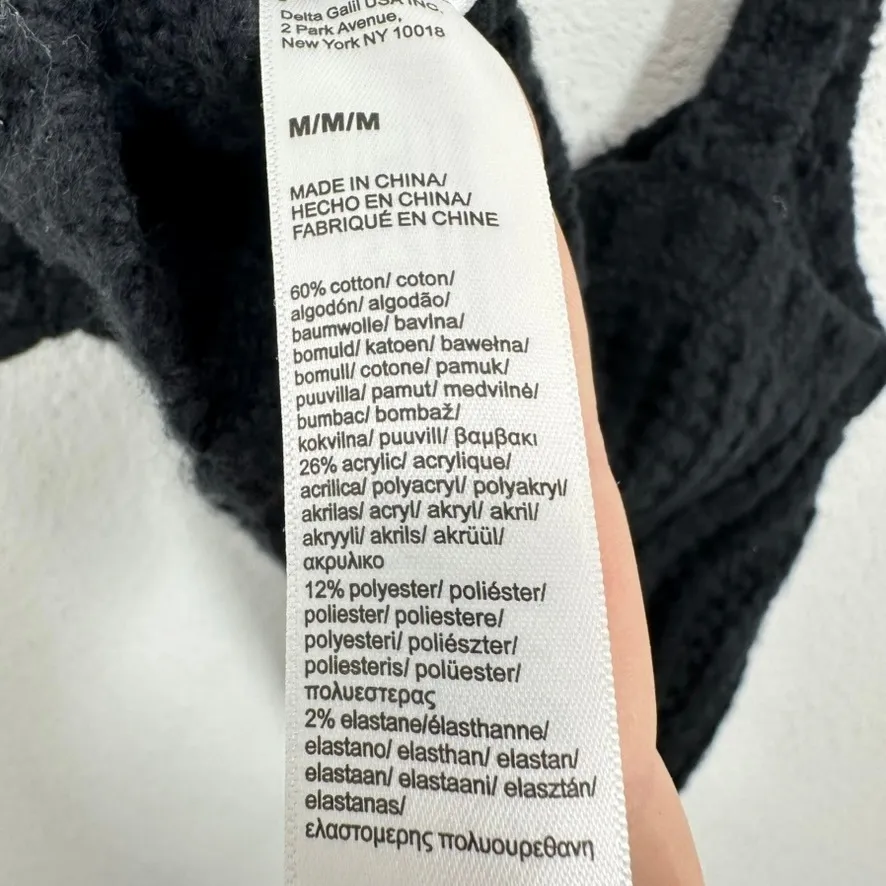 Delta Galil USA INC.
2 Park Avenue,
New York NY 10018
M/M/M
MADE IN CHINA/
HECHO EN CHINA/
FABRIQUÉ EN CHINE
60% cotton/ coton/
algodón/ algodão/
baumwolle/ bavlna/
bomuld/ katoen/ bawełna/
bomull/ cotone/ pamuk/
puuvilla/ pamut/ medvilnė/
bumbac/ bombaž/
kokvilna/ puuvill/ βαμβακι
26% acrylic/ acrylique/
acrilica/ polyacryl/ polyakryl/
akrilas/ acryl/ akryl/ akril/
akryyli/ akrils/ akrüül/
ακρυλικο
12% polyester/ poliéster/
poliester/ poliestere/
polyesteri/ poliészter/
poliesteris/ polüester/
πολυεστερας
2% elastane/élasthanne/
elastano/ elasthan/ elastan/
elastaan/ elastaani/ elasztán/
elastanas/
ελαστομερης πολυουρεθανη